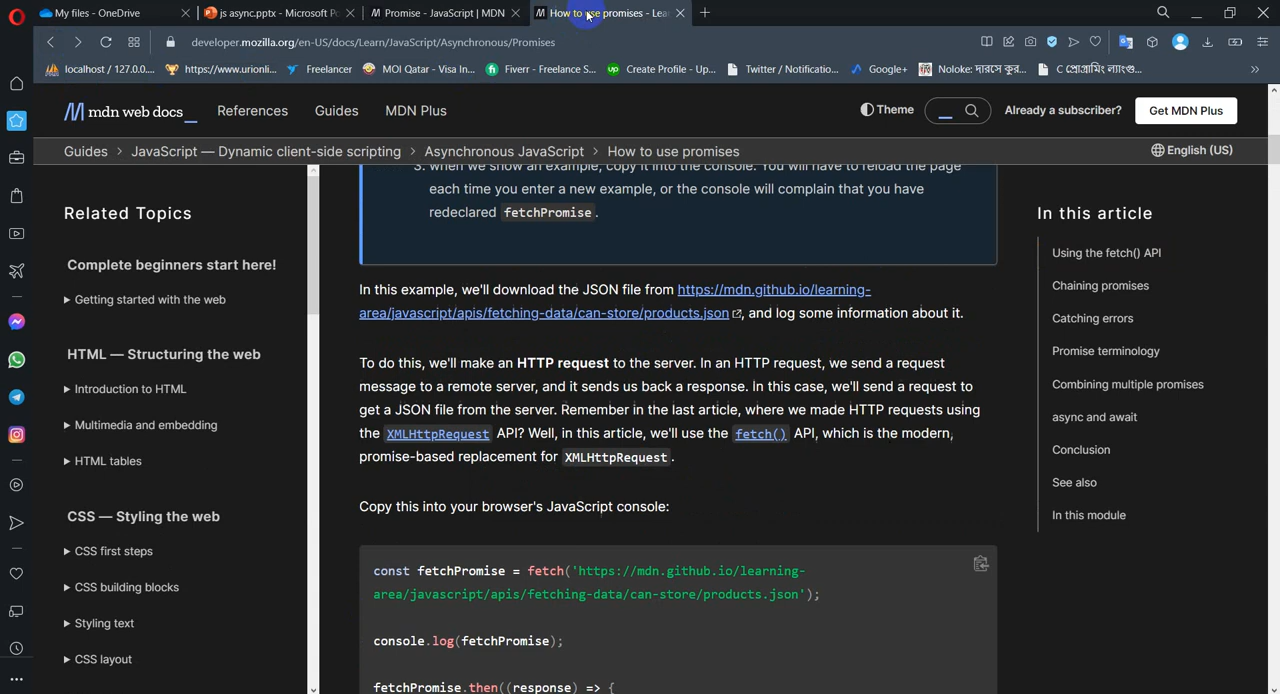 My files - OneDrive
js async.pptx - Microsoft Po
Promise - JavaScript | MDN
How to use promises - Lea
developer.mozilla.org/en-US/docs/Learn/JavaScript/Asynchronous/Promises
localhost / 127.0.0....
https://www.urionli...
Freelancer
MOI Qatar - Visa In...
Fiverr - Freelance S...
Create Profile - Up...
Twitter / Notificatio...
Google+
Noloke: দারসে কুর...
C প্রোগ্রামিং ল্যাংগু...
mdn web docs_
References
Guides
MDN Plus
Theme
Already a subscriber?
Get MDN Plus
Guides
JavaScript — Dynamic client-side scripting
Asynchronous JavaScript
How to use promises
English (US)
Related Topics
Complete beginners start here!
Getting started with the web
HTML — Structuring the web
Introduction to HTML
Multimedia and embedding
HTML tables
CSS — Styling the web
CSS first steps
CSS building blocks
Styling text
CSS layout
3. when we show an example, copy it into the console. You will have to reload the page
each time you enter a new example, or the console will complain that you have
redeclared fetchPromise.
In this example, we'll download the JSON file from https://mdn.github.io/learning-
area/javascript/apis/fetching-data/can-store/products.json, and log some information about it.
To do this, we'll make an HTTP request to the server. In an HTTP request, we send a request
message to a remote server, and it sends us back a response. In this case, we'll send a request to
get a JSON file from the server. Remember in the last article, where we made HTTP requests using
the XMLHttpRequest API? Well, in this article, we'll use the fetch() API, which is the modern,
promise-based replacement for XMLHttpRequest.
Copy this into your browser's JavaScript console:
const fetchPromise = fetch('https://mdn.github.io/learning-
area/javascript/apis/fetching-data/can-store/products.json');
console.log(fetchPromise);
fetchPromise.then((response) => {
In this article
Using the fetch() API
Chaining promises
Catching errors
Promise terminology
Combining multiple promises
async and await
Conclusion
See also
In this module